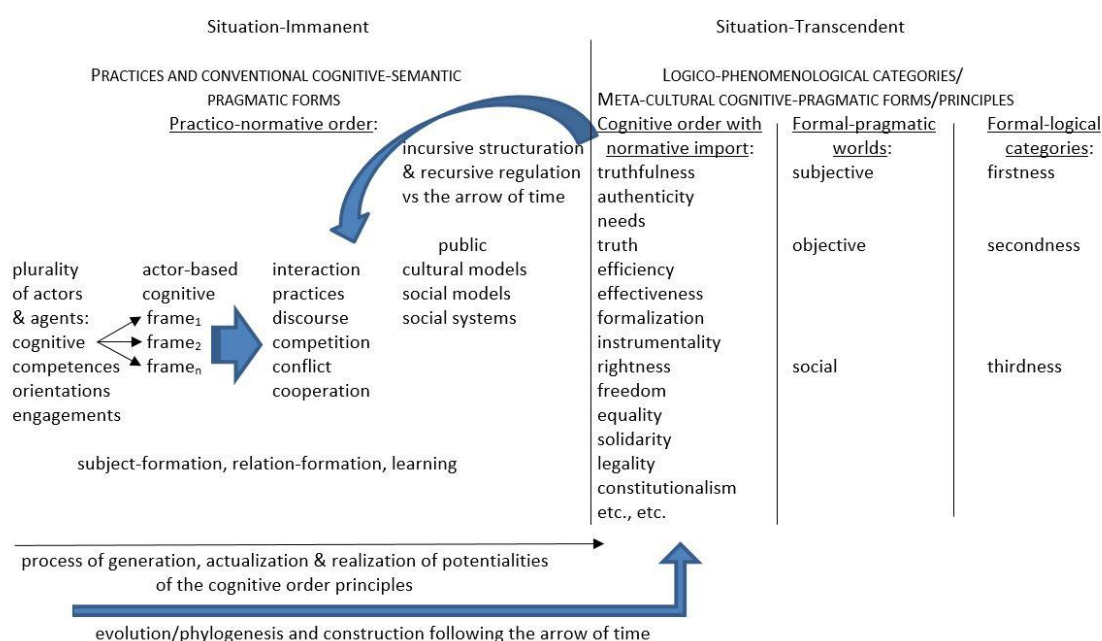 Situation-Immanent
Situation-Transcendent
PRACTICES AND CONVENTIONAL COGNITIVE-SEMANTIC
PRAGMATIC FORMS
LOGICO-PHENOMENOLOGICAL CATEGORIES/
META-CULTURAL COGNITIVE-PRAGMATIC FORMS/PRINCIPLES
Practico-normative order:
incursive structuration
& recursive regulation
vs the arrow of time
plurality
of actors
& agents:
cognitive
competences
orientations
engagements
actor-based
cognitive
frame1
frame2
framen
interaction
practices
discourse
competition
conflict
cooperation
public
cultural models
social models
social systems
subject-formation, relation-formation, learning
Cognitive order with
normative import:
truthfulness
authenticity
needs
truth
efficiency
effectiveness
formalization
instrumentality
rightness
freedom
equality
solidarity
legality
constitutionalism
etc., etc.
Formal-pragmatic
worlds:
subjective
objective
social
Formal-logical
categories:
firstness
secondness
thirdness
process of generation, actualization & realization of potentialities
of the cognitive order principles
evolution/phylogenesis and construction following the arrow of time